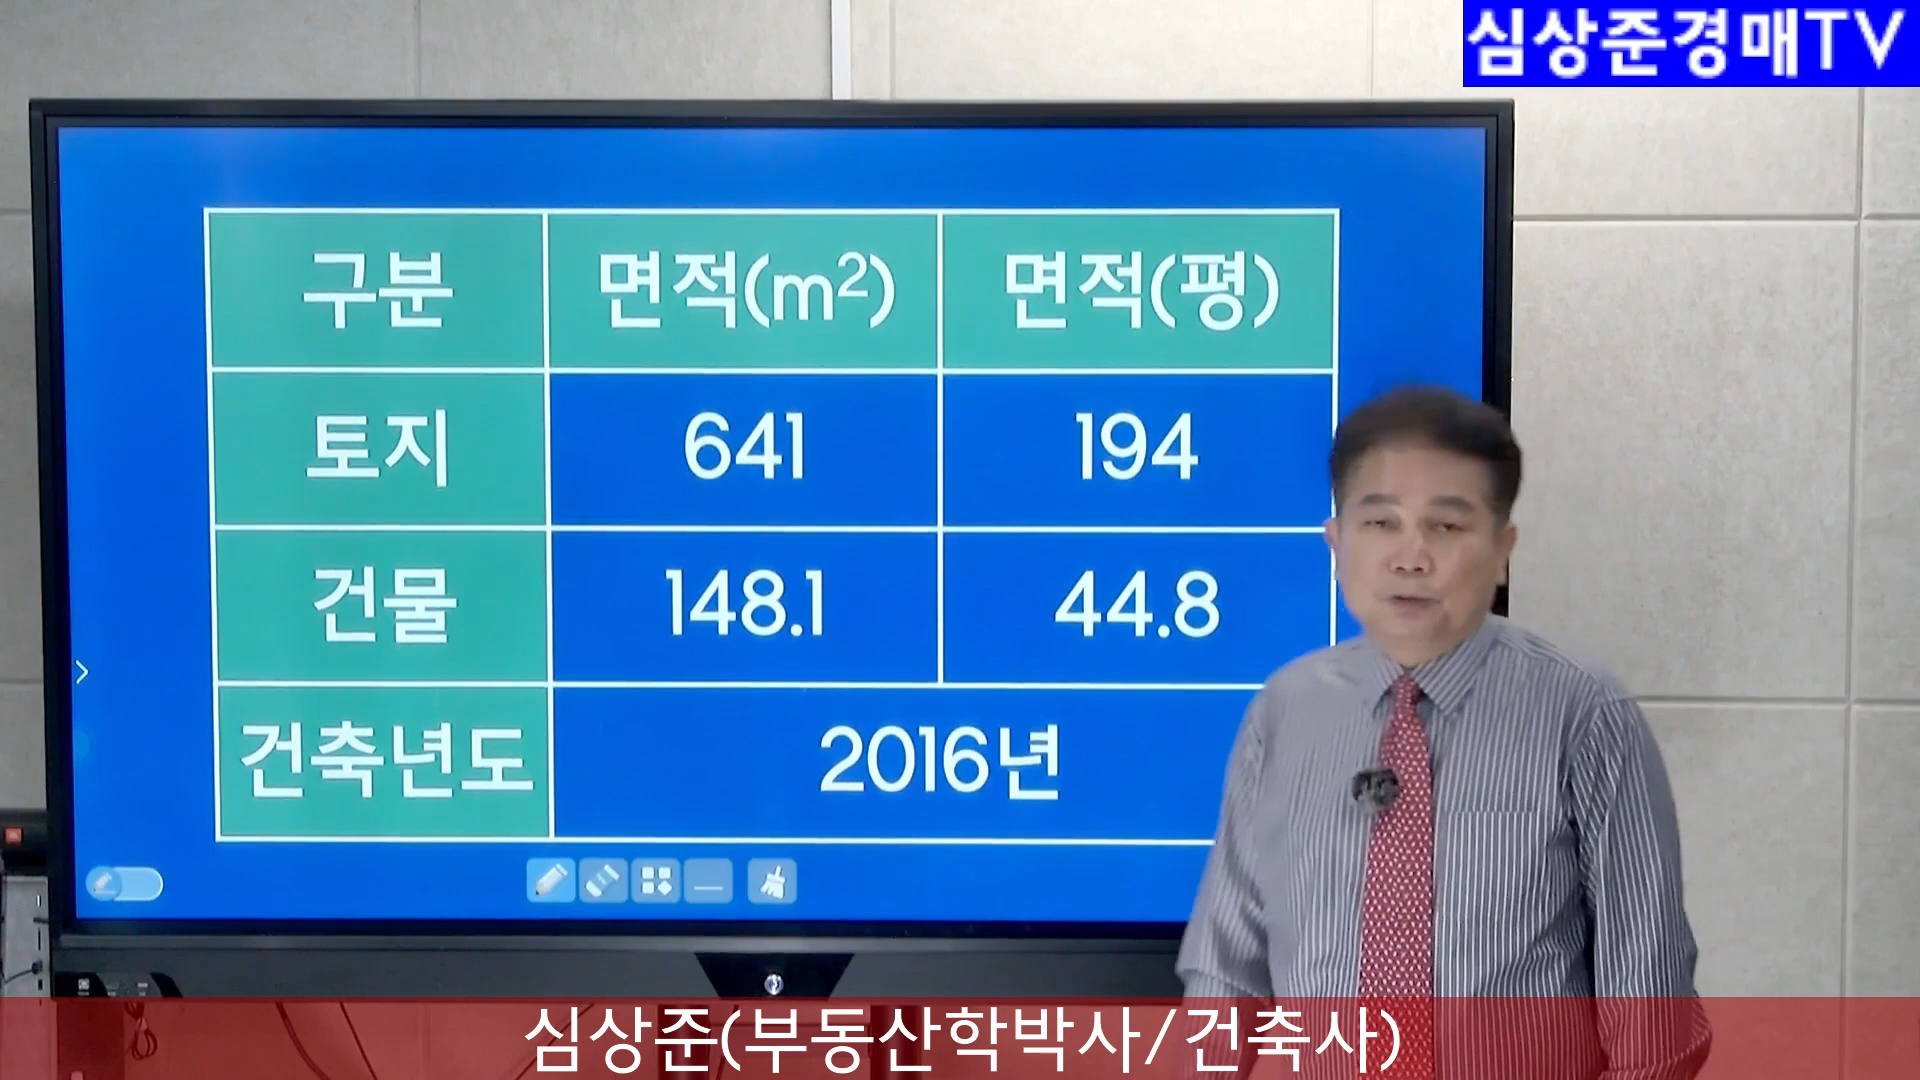 심상준경매TV
구분 면적(m²) 면적(평)
토지 641 194
건물 148.1 44.8
건축년도 2016년
심상준(부동산학박사/건축사)